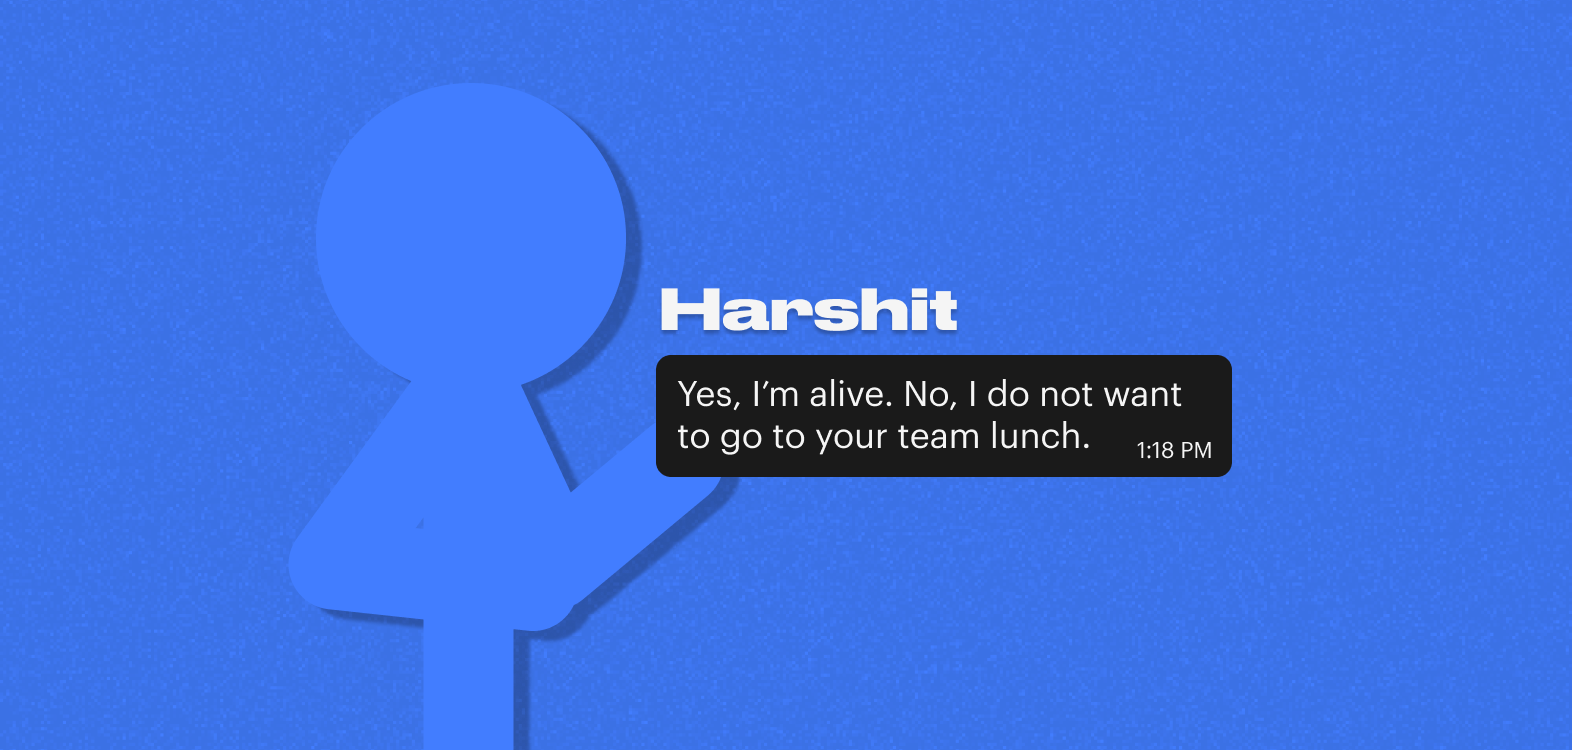 Harshit
Yes, I’m alive. No, I do not want
to go to your team lunch.
1:18 PM